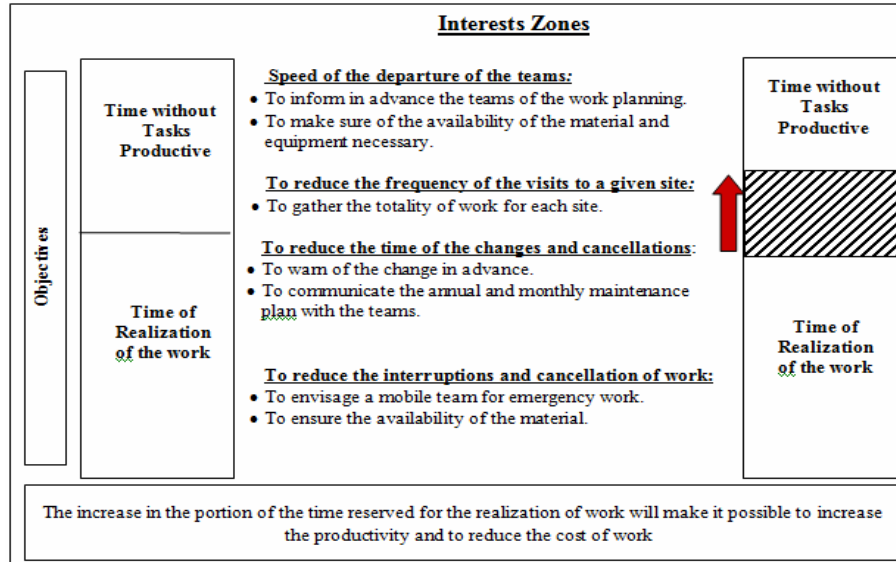 Interests Zones
Objectives
Time without
Tasks
Productive
Time of
Realization
of the work
Speed of the departure of the teams:
• To inform in advance the teams of the work planning.
• To make sure of the availability of the material and
equipment necessary.
To reduce the frequency of the visits to a given site:
• To gather the totality of work for each site.
To reduce the time of the changes and cancellations:
• To warn of the change in advance.
• To communicate the annual and monthly maintenance
plan with the teams.
To reduce the interruptions and cancellation of work:
• To envisage a mobile team for emergency work.
• To ensure the availability of the material.
Time without
Tasks
Productive
Time of
Realization
of the work
The increase in the portion of the time reserved for the realization of work will make it possible to increase
the productivity and to reduce the cost of work